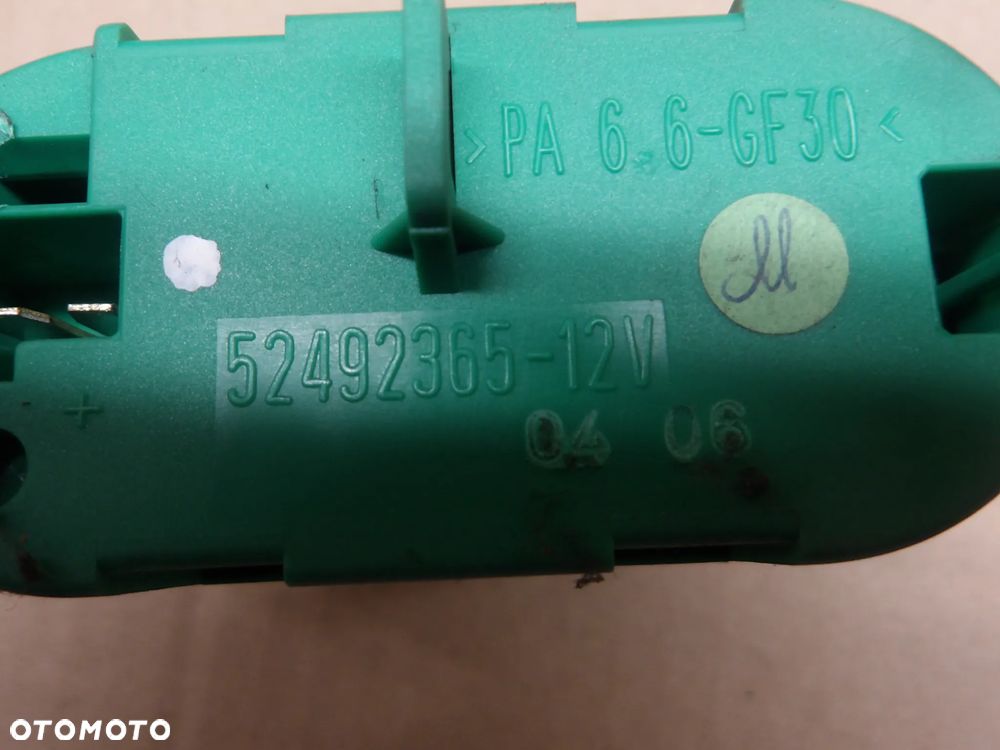 >PA 6.6-GF30<
52492365-12V
04 06
+
OTOMOTO